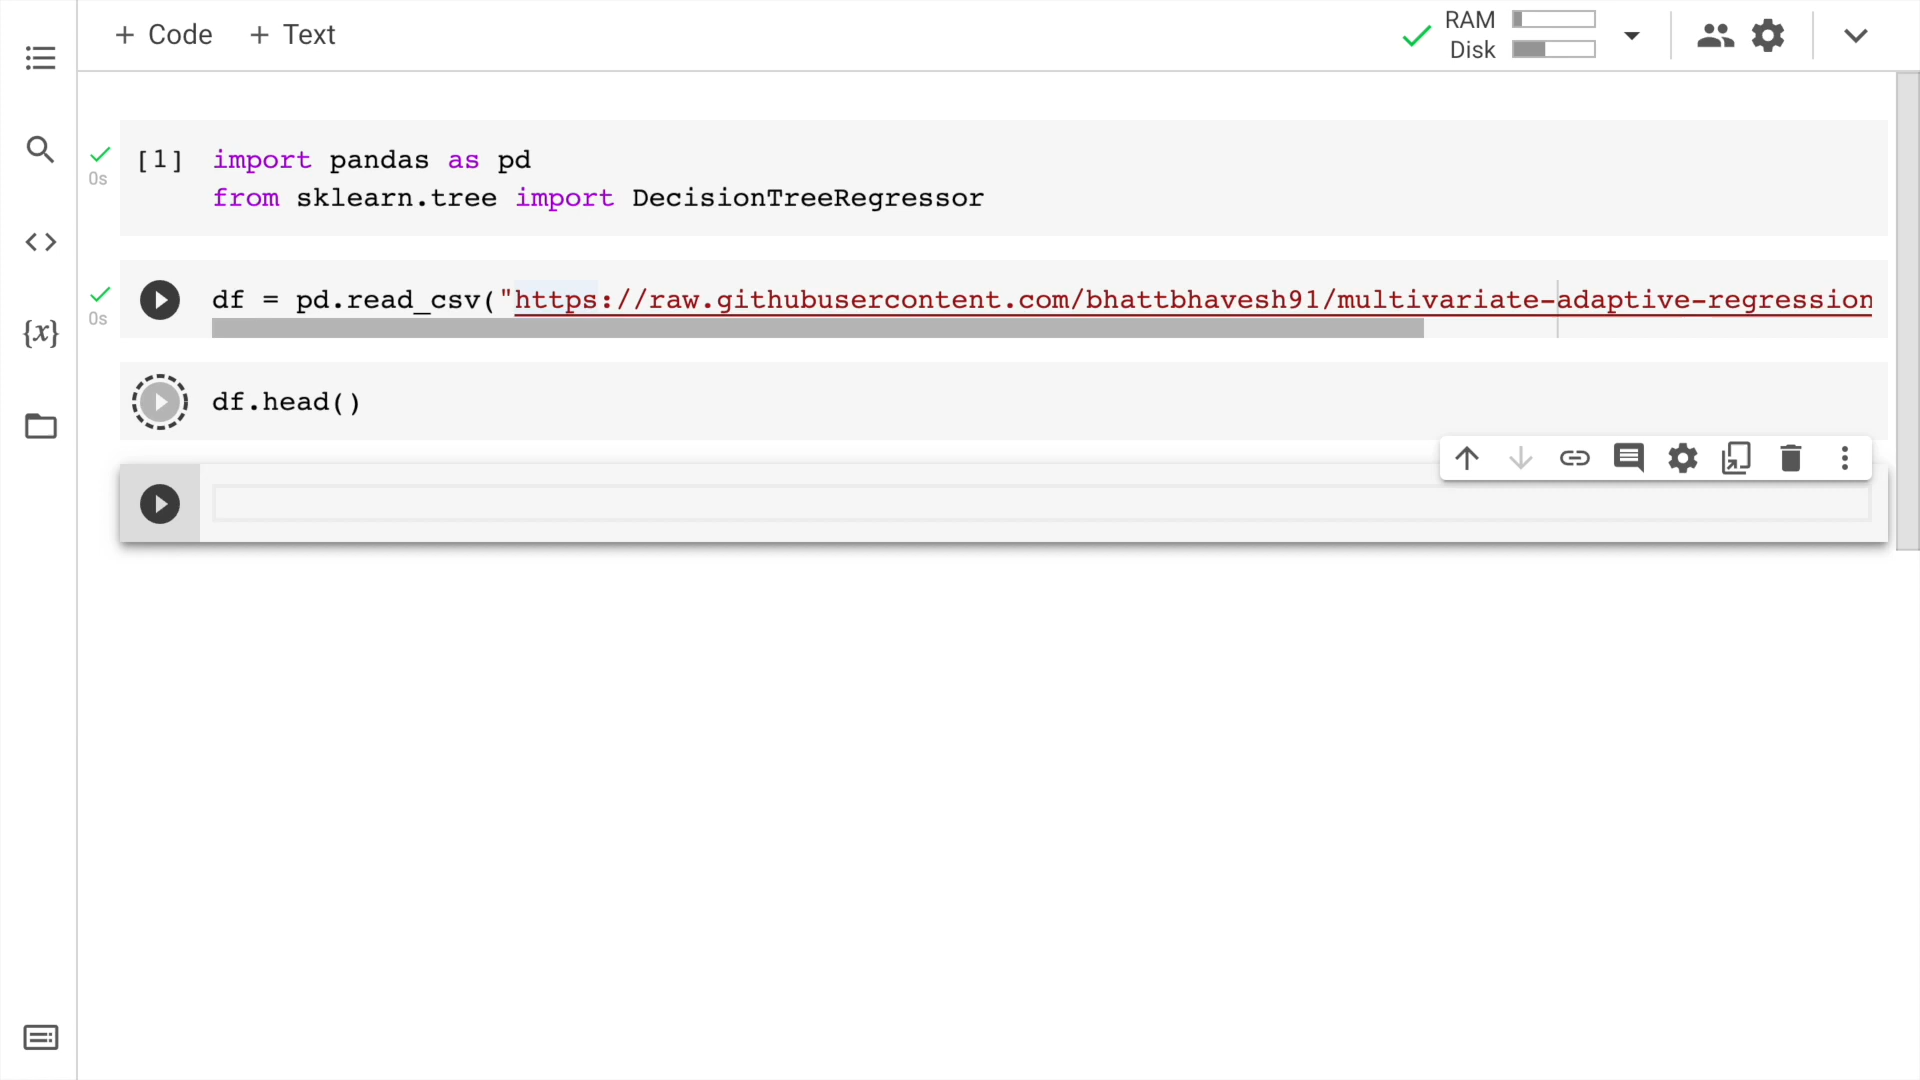 + Code + Text
RAM
Disk
[1] import pandas as pd
from sklearn.tree import DecisionTreeRegressor
0s
df = pd.read_csv("https://raw.githubusercontent.com/bhattbhavesh91/multivariate-adaptive-regression
0s
{x}
df.head()